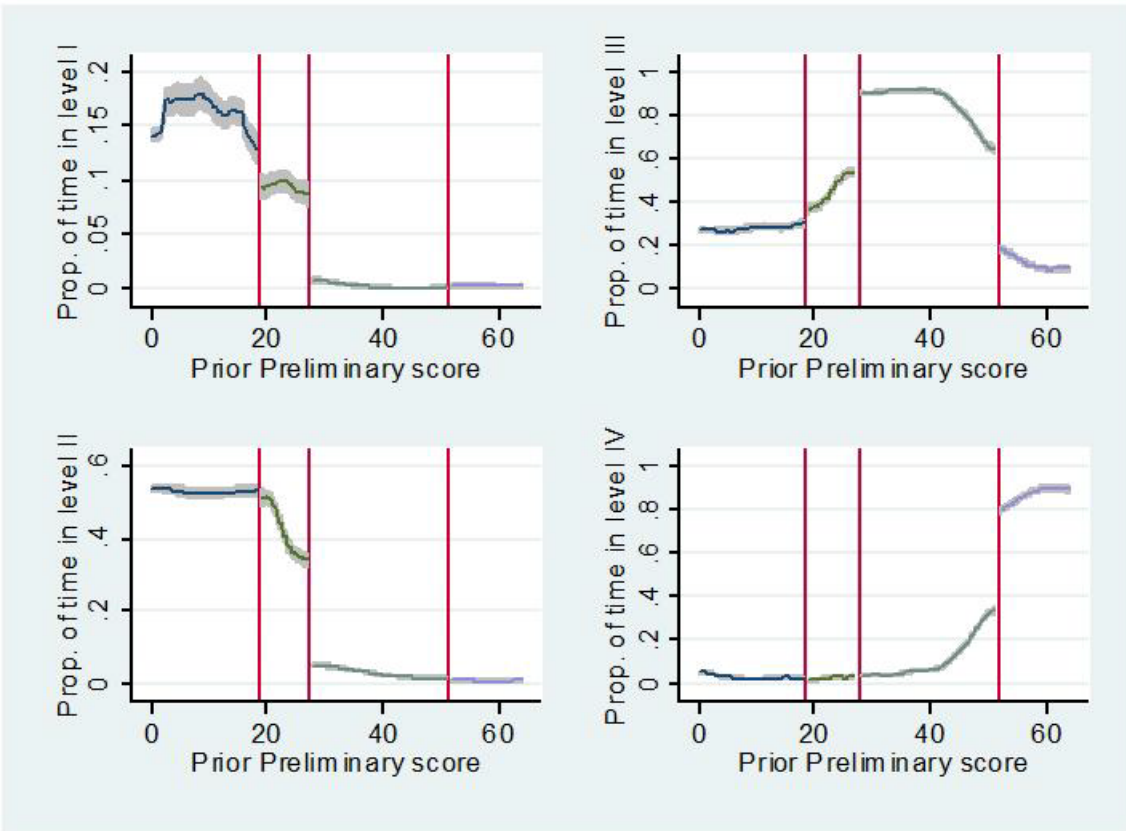 Prop. of time in level I
.2
.15
.1
.05
0
0 20 40 60
Prior Preliminary score
Prop. of time in level III
1
.8
.6
.4
.2
0
0 20 40 60
Prior Preliminary score
Prop. of time in level II
.6
.4
.2
0
0 20 40 60
Prior Preliminary score
Prop. of time in level IV
1
.8
.6
.4
.2
0
0 20 40 60
Prior Preliminary score